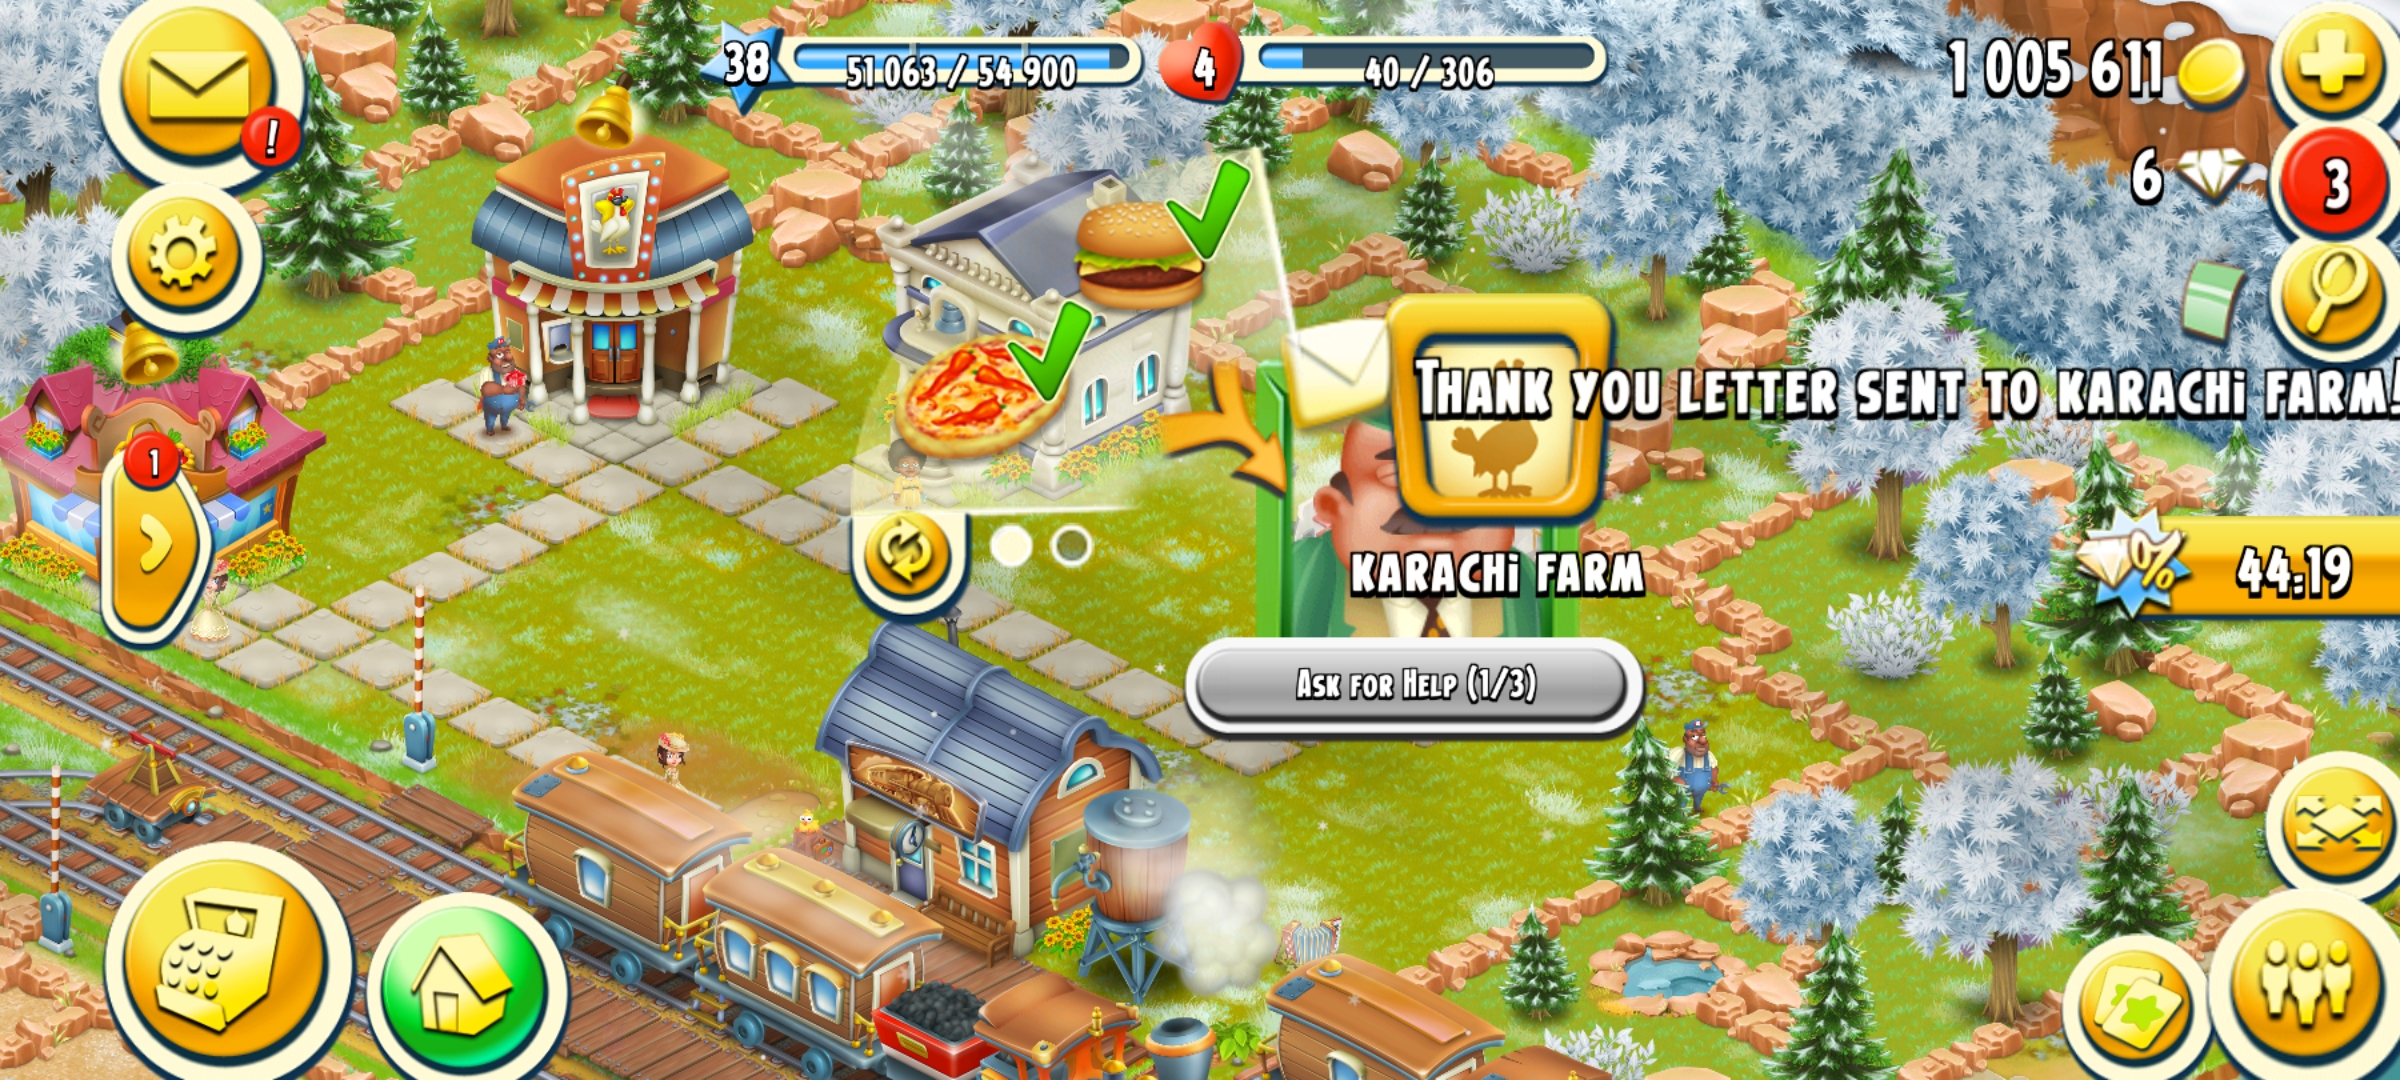 38
51 063 / 54 900
4
40 / 306
1 005 611
6
3
!
THANK YOU LETTER SENT TO KARACHi FARM!
1
KARACHi FARM
%
44:19
ASK FOR HELP (1/3)